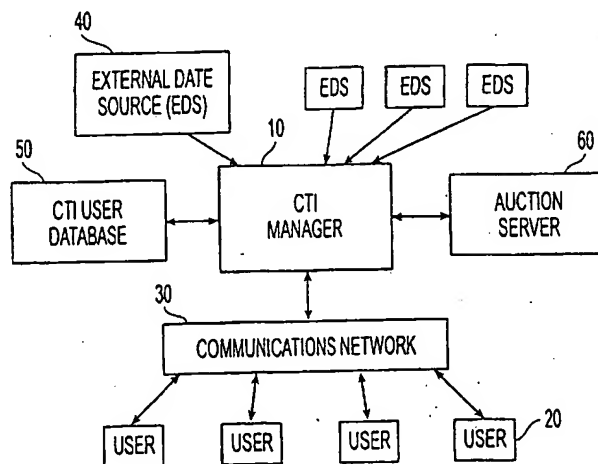 40
EXTERNAL DATE
SOURCE (EDS)
EDS
EDS
EDS
10
50
60
CTI USER
DATABASE
CTI
MANAGER
AUCTION
SERVER
30
COMMUNICATIONS NETWORK
USER
USER
USER
USER
20